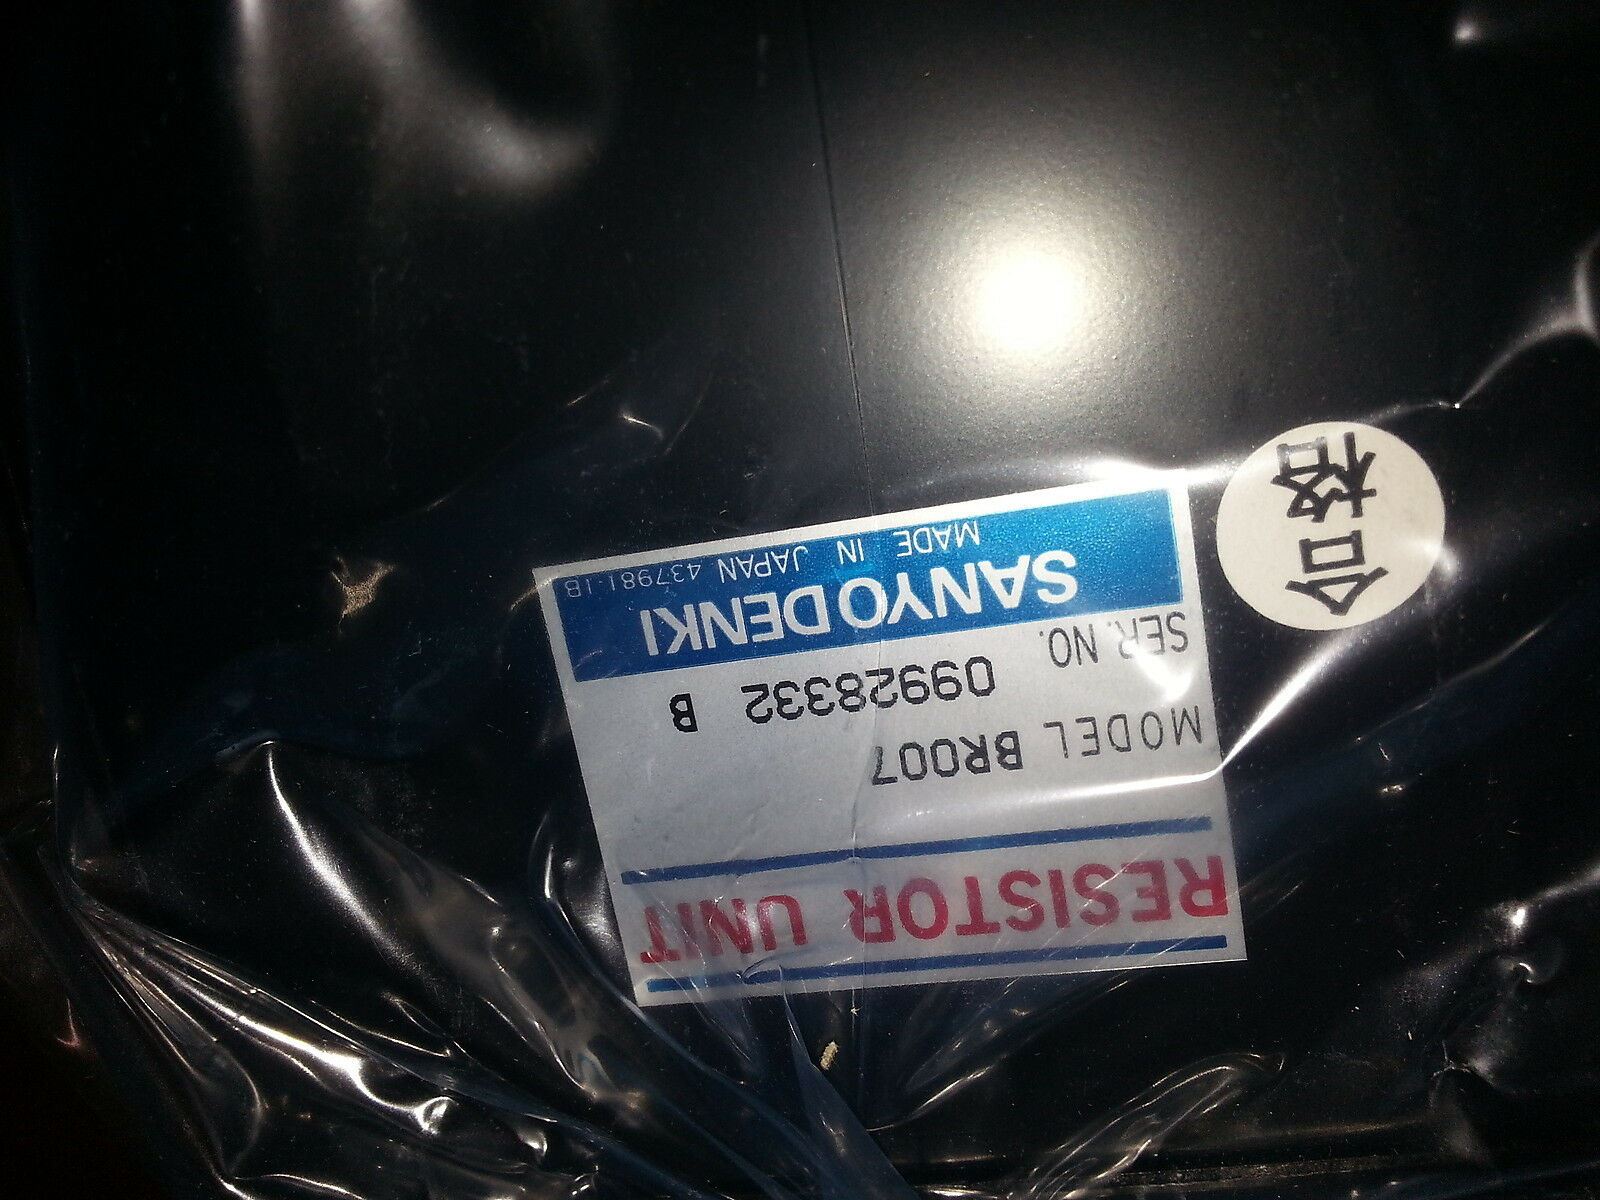 RESISTOR UNIT
MODEL BR007
SER. NO. 09928332 B
SANYO DENKI
MADE IN JAPAN 437981-1B
合格